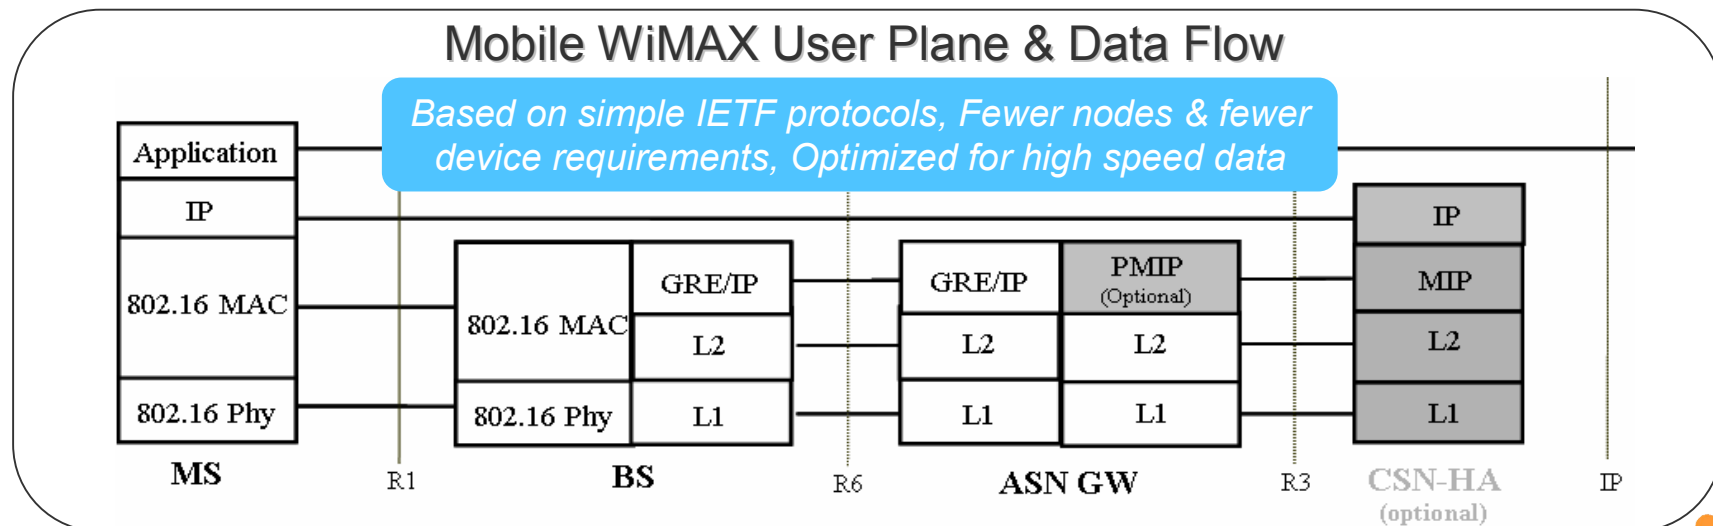 Mobile WiMAX User Plane & Data Flow
Based on simple IETF protocols, Fewer nodes & fewer
device requirements, Optimized for high speed data
Application
IP
802.16 MAC
802.16 Phy
MS
R1
802.16 MAC
802.16 Phy
GRE/IP
L2
L1
BS
R6
GRE/IP
L2
L1
PMIP
(Optional)
L2
L1
ASN GW
R3
IP
MIP
L2
L1
CSN-HA
(optional)
IP